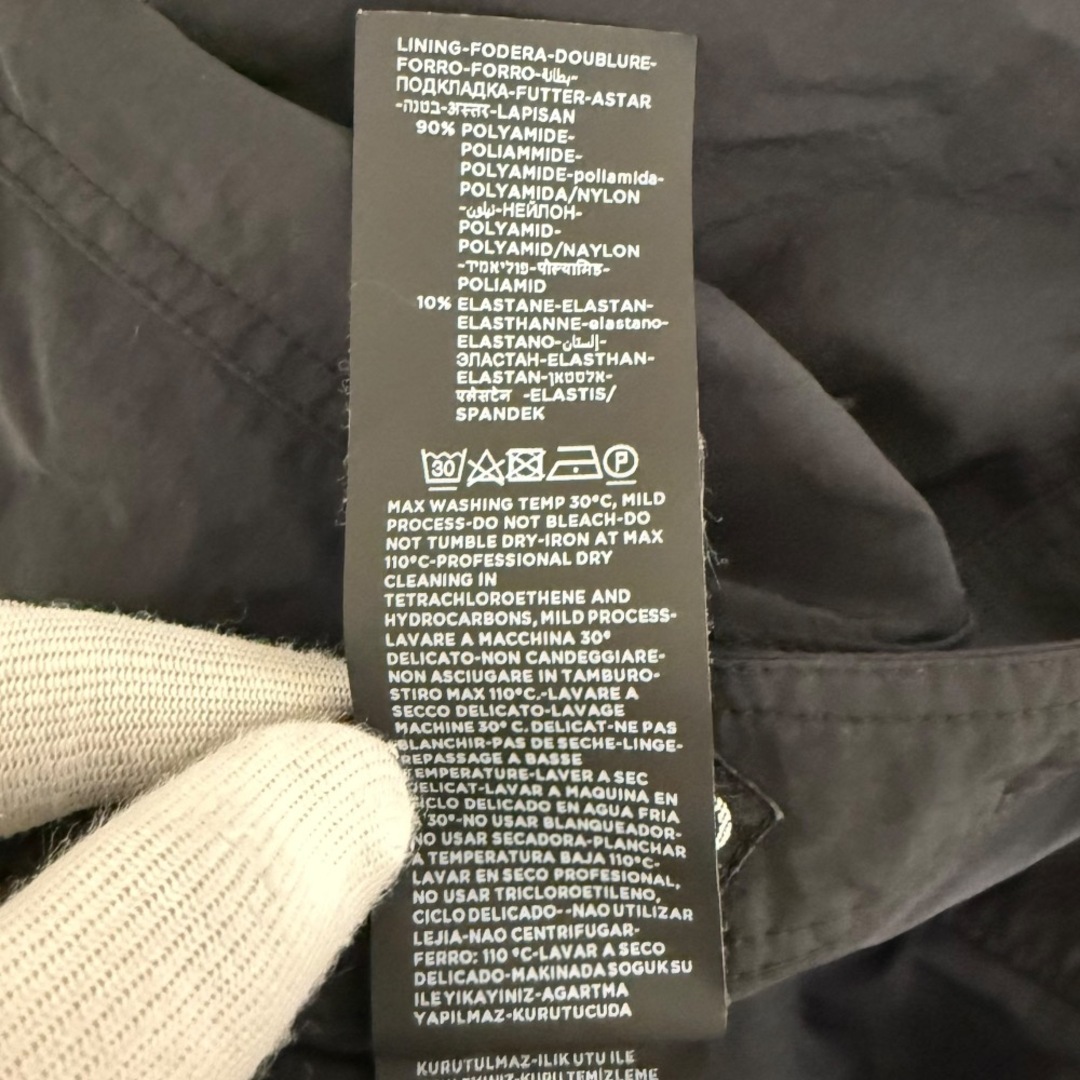 LINING-FODERA-DOUBLURE-
FORRO-FORRO-بطانة-
ПОДКЛАДКА-FUTTER-ASTAR
-בטנה-अस्तर-LAPISAN
90% POLYAMIDE-
POLIAMMIDE-
POLYAMIDE-poliamida-
POLYAMIDA/NYLON
-نيلون-НЕЙЛОН-
POLYAMID-
POLYAMID/NAYLON
-פוליאמיד-पोल्यामिड-
POLIAMID
10% ELASTANE-ELASTAN-
ELASTHANNE-elastano-
ELASTANO-إلستان-
ЭЛАСТАН-ELASTHAN-
ELASTAN-אלסטאן-
एलेसटेन -ELASTIS/
SPANDEK
30 P
MAX WASHING TEMP 30°C, MILD
PROCESS-DO NOT BLEACH-DO
NOT TUMBLE DRY-IRON AT MAX
110°C-PROFESSIONAL DRY
CLEANING IN
TETRACHLOROETHENE AND
HYDROCARBONS, MILD PROCESS-
LAVARE A MACCHINA 30°
DELICATO-NON CANDEGGIARE-
NON ASCIUGARE IN TAMBURO-
STIRO MAX 110°C.-LAVARE A
SECCO DELICATO-LAVAGE
MACHINE 30° C. DELICAT-NE PAS
BLANCHIR-PAS DE SECHE-LINGE-
REPASSAGE A BASSE
TEMPERATURE-LAVER A SEC
DELICAT-LAVAR A MAQUINA EN
CICLO DELICADO EN AGUA FRIA
A 30°-NO USAR BLANQUEADOR-
NO USAR SECADORA-PLANCHAR
A TEMPERATURA BAJA 110°C-
LAVAR EN SECO PROFESIONAL,
NO USAR TRICLOROETILENO,
CICLO DELICADO--NAO UTILIZAR
LEJIA-NAO CENTRIFUGAR-
FERRO: 110 °C-LAVAR A SECO
DELICADO-MAKINADA SOGUK SU
ILE YIKAYINIZ-AGARTMA
YAPILMAZ-KURUTUCUDA
KURUTULMAZ-ILIK UTU ILE